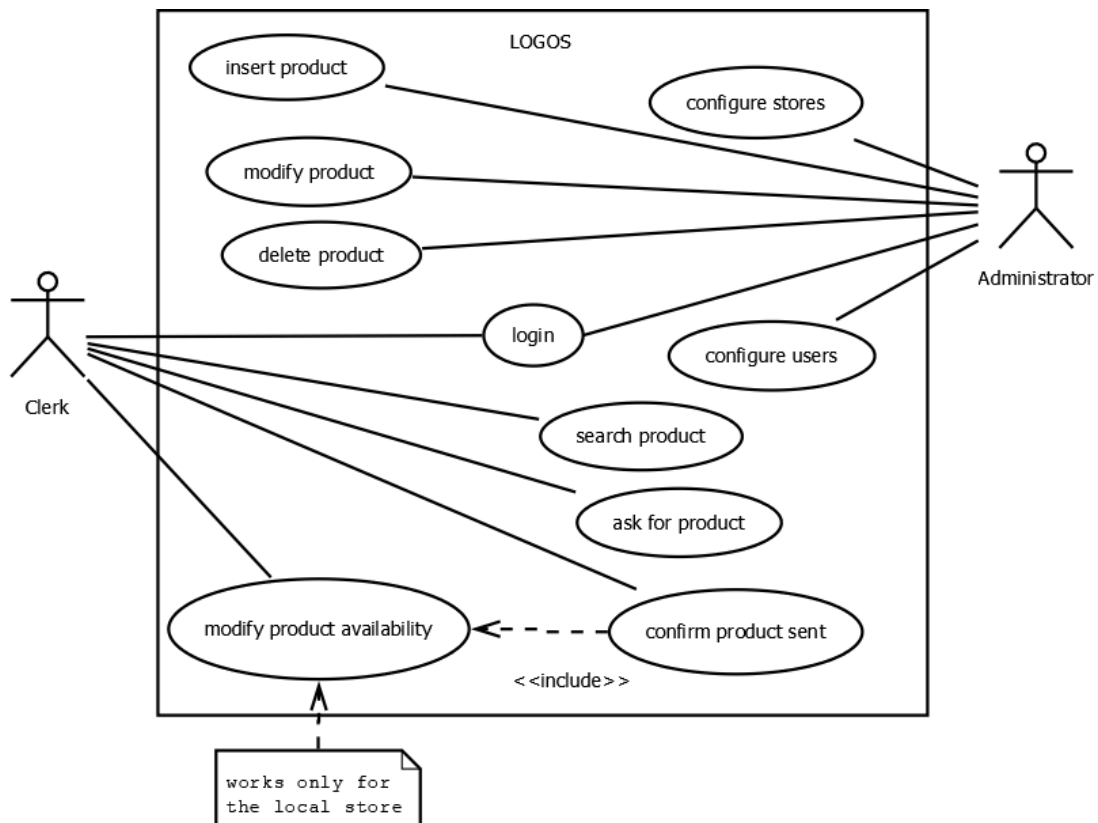 LOGOS
insert product
configure stores
modify product
delete product
Administrator
login
configure users
Clerk
search product
ask for product
modify product availability
confirm product sent
<<include>>
works only for
the local store